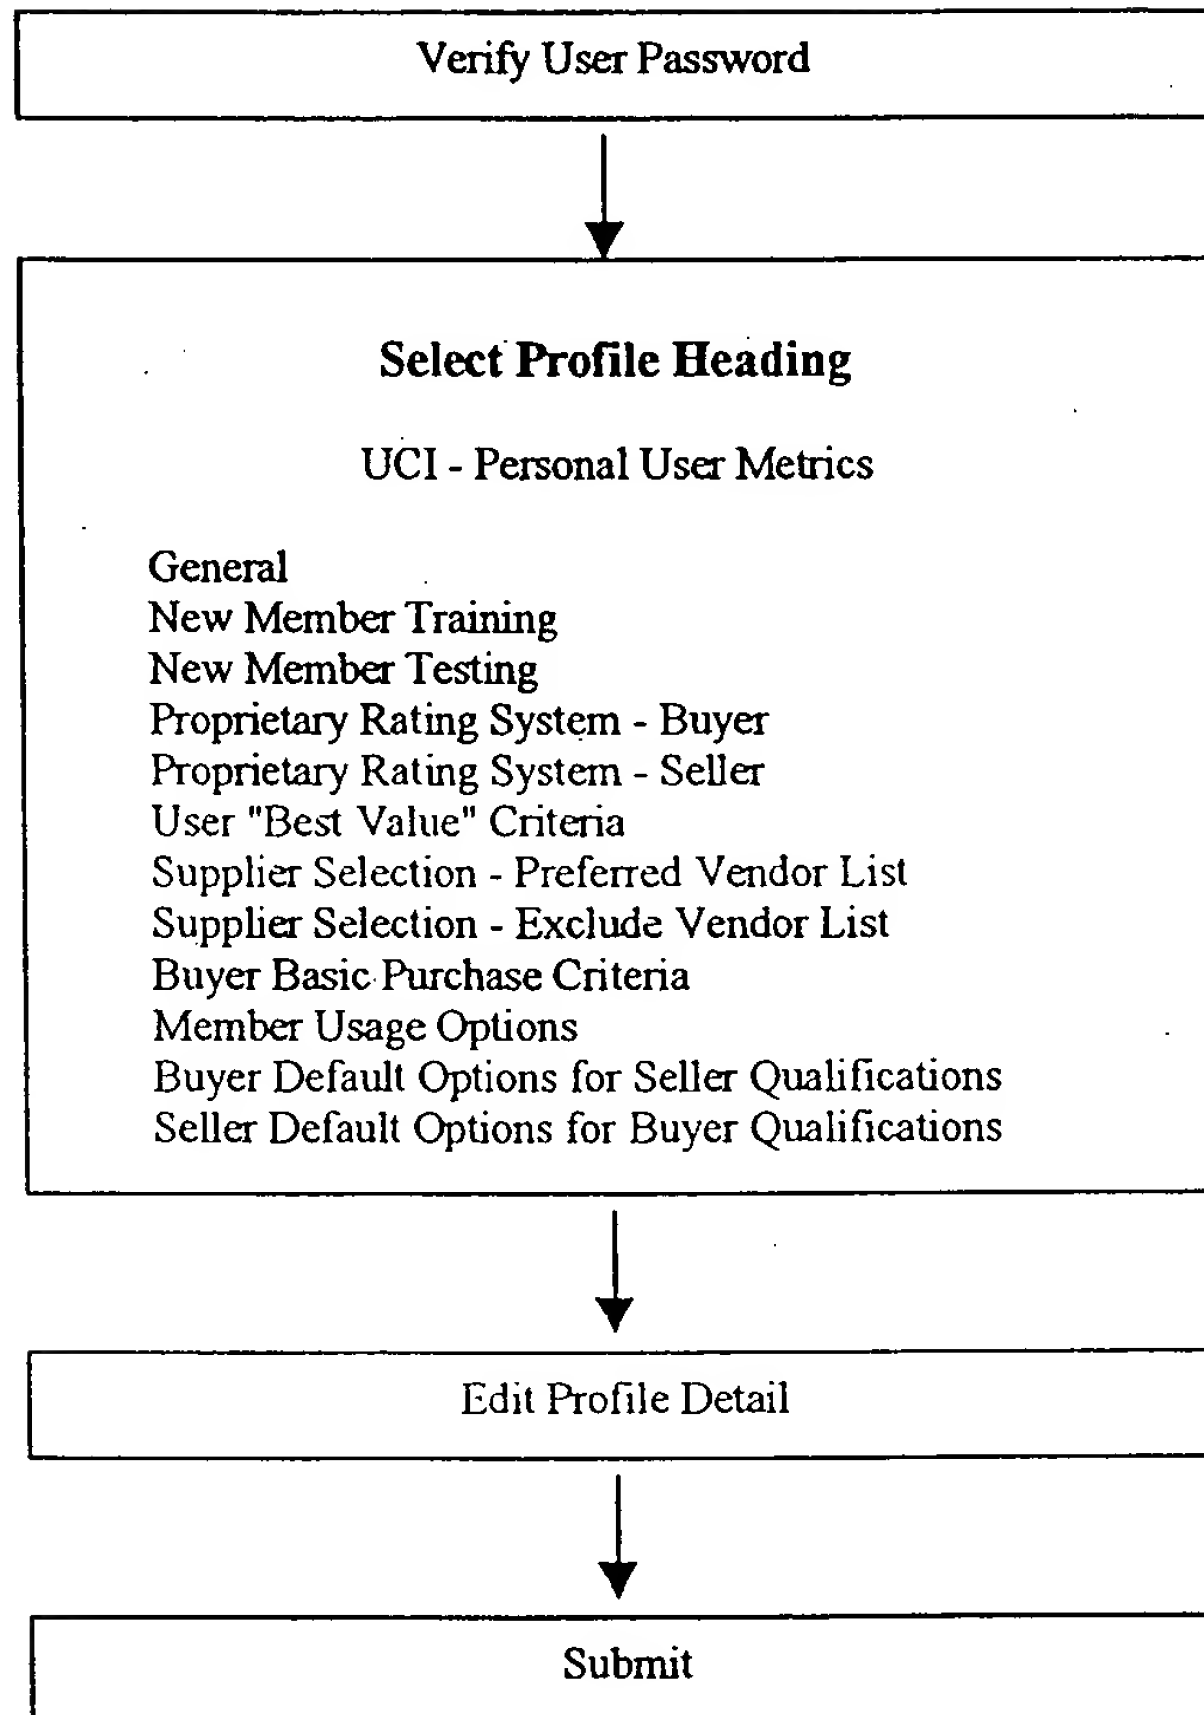 Verify User Password
Select Profile Heading
UCI - Personal User Metrics
General
New Member Training
New Member Testing
Proprietary Rating System - Buyer
Proprietary Rating System - Seller
User "Best Value" Criteria
Supplier Selection - Preferred Vendor List
Supplier Selection - Exclude Vendor List
Buyer Basic Purchase Criteria
Member Usage Options
Buyer Default Options for Seller Qualifications
Seller Default Options for Buyer Qualifications
Edit Profile Detail
Submit